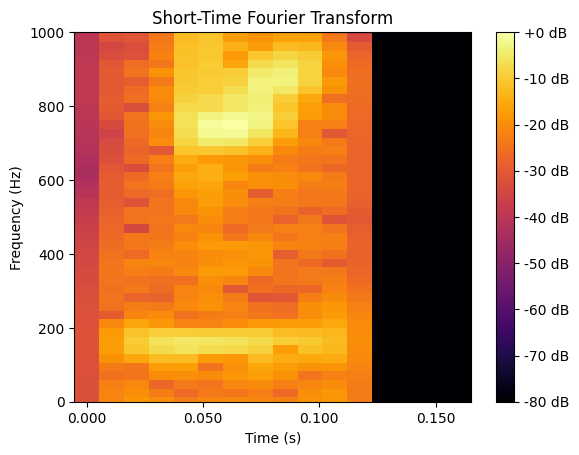 Short-Time Fourier Transform
1000
800
600
400
200
0
Frequency (Hz)
0.000
0.050
0.100
0.150
Time (s)
+0 dB
-10 dB
-20 dB
-30 dB
-40 dB
-50 dB
-60 dB
-70 dB
-80 dB